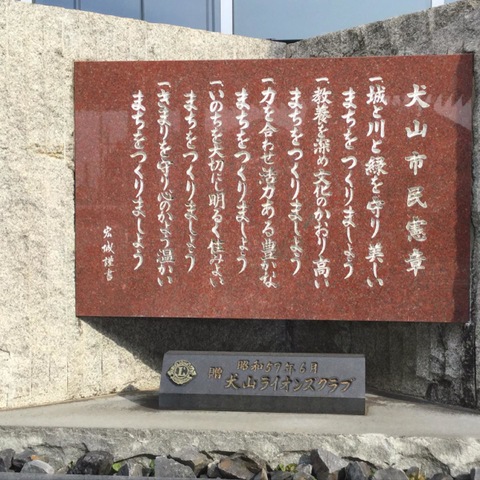 犬山市民憲章
一城と川と緑を守り美しい
まちをつくりましょう
一教養を深め文化のかおり高い
まちをつくりましょう
一力を合わせ活力ある豊かな
まちをつくりましょう
一いのちを大切にし明るく住みよい
まちをつくりましょう
一きまりを守り心のかよう温かい
まちをつくりましょう
昭和57年5月
贈 犬山ライオンズクラブ